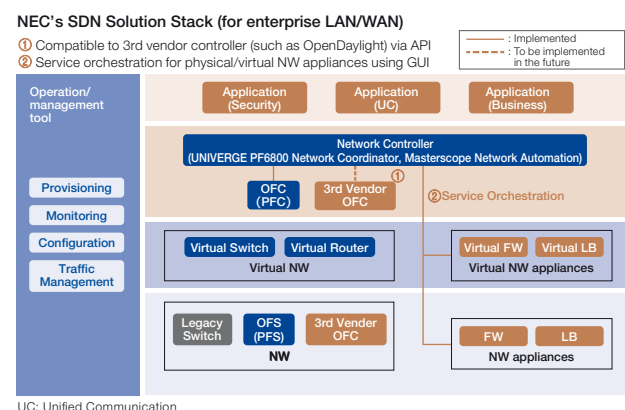 NEC's SDN Solution Stack (for enterprise LAN/WAN)
① Compatible to 3rd vendor controller (such as OpenDaylight) via API
② Service orchestration for physical/virtual NW appliances using GUI
: Implemented
: To be implemented
in the future
Operation/
management
tool
Provisioning
Monitoring
Configuration
Traffic
Management
Application
(Security)
Application
(UC)
Application
(Business)
Network Controller
(UNIVERGE PF6800 Network Coordinator, Masterscope Network Automation)
①
OFC
(PFC)
3rd Vendor
OFC
②Service Orchestration
Virtual Switch
Virtual Router
Virtual NW
Virtual FW
Virtual LB
Virtual NW appliances
Legacy
Switch
OFS
(PFS)
3rd Vender
OFC
NW
FW
LB
NW appliances
UC: Unified Communication